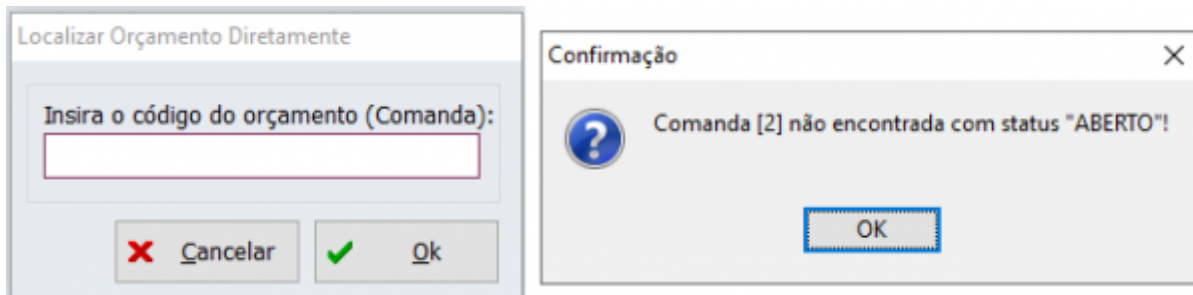 Localizar Orçamento Diretamente
Insira o código do orçamento (Comanda):
Cancelar
Ok
Confirmação
Comanda [2] não encontrada com status "ABERTO"!
OK